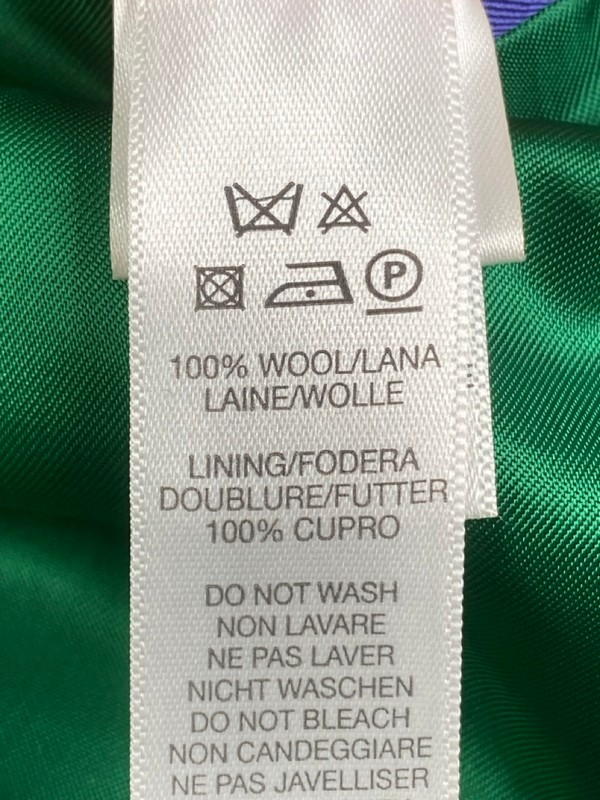 P
100% WOOL/LANA
LAINE/WOLLE
LINING/FODERA
DOUBLURE/FUTTER
100% CUPRO
DO NOT WASH
NON LAVARE
NE PAS LAVER
NICHT WASCHEN
DO NOT BLEACH
NON CANDEGGIARE
NE PAS JAVELLISER